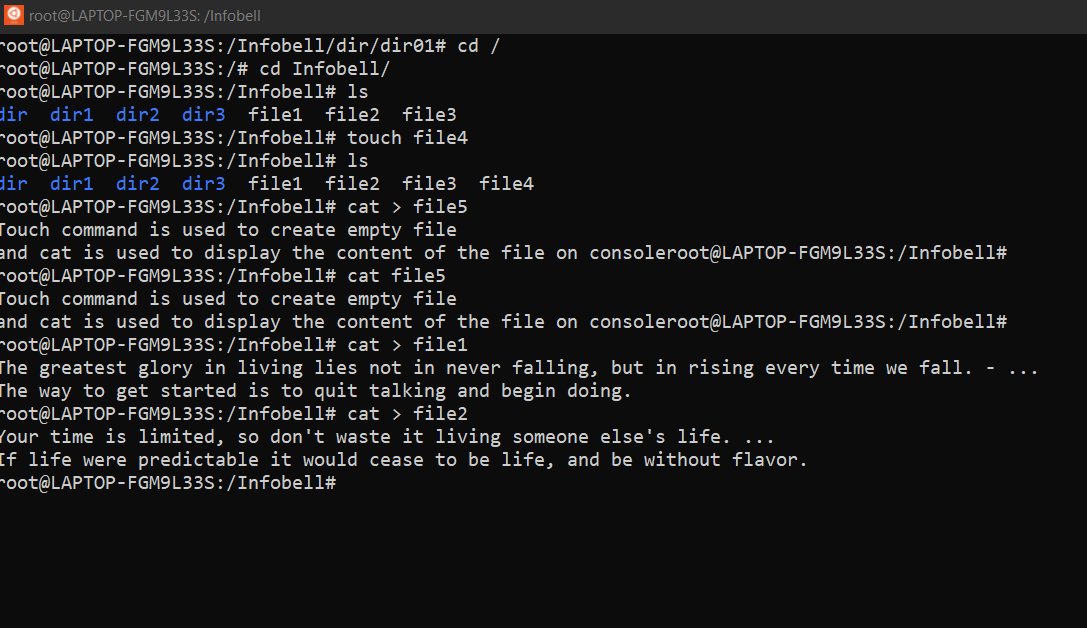 root@LAPTOP-FGM9L33S: /Infobell
root@LAPTOP-FGM9L33S:/Infobell/dir/dir01# cd /
root@LAPTOP-FGM9L33S:/# cd Infobell/
root@LAPTOP-FGM9L33S:/Infobell# ls
dir  dir1  dir2  dir3  file1  file2  file3
root@LAPTOP-FGM9L33S:/Infobell# touch file4
root@LAPTOP-FGM9L33S:/Infobell# ls
dir  dir1  dir2  dir3  file1  file2  file3  file4
root@LAPTOP-FGM9L33S:/Infobell# cat > file5
Touch command is used to create empty file
and cat is used to display the content of the file on consoleroot@LAPTOP-FGM9L33S:/Infobell#
root@LAPTOP-FGM9L33S:/Infobell# cat file5
Touch command is used to create empty file
and cat is used to display the content of the file on consoleroot@LAPTOP-FGM9L33S:/Infobell#
root@LAPTOP-FGM9L33S:/Infobell# cat > file1
The greatest glory in living lies not in never falling, but in rising every time we fall. - ...
The way to get started is to quit talking and begin doing.
root@LAPTOP-FGM9L33S:/Infobell# cat > file2
Your time is limited, so don't waste it living someone else's life. ...
If life were predictable it would cease to be life, and be without flavor.
root@LAPTOP-FGM9L33S:/Infobell#